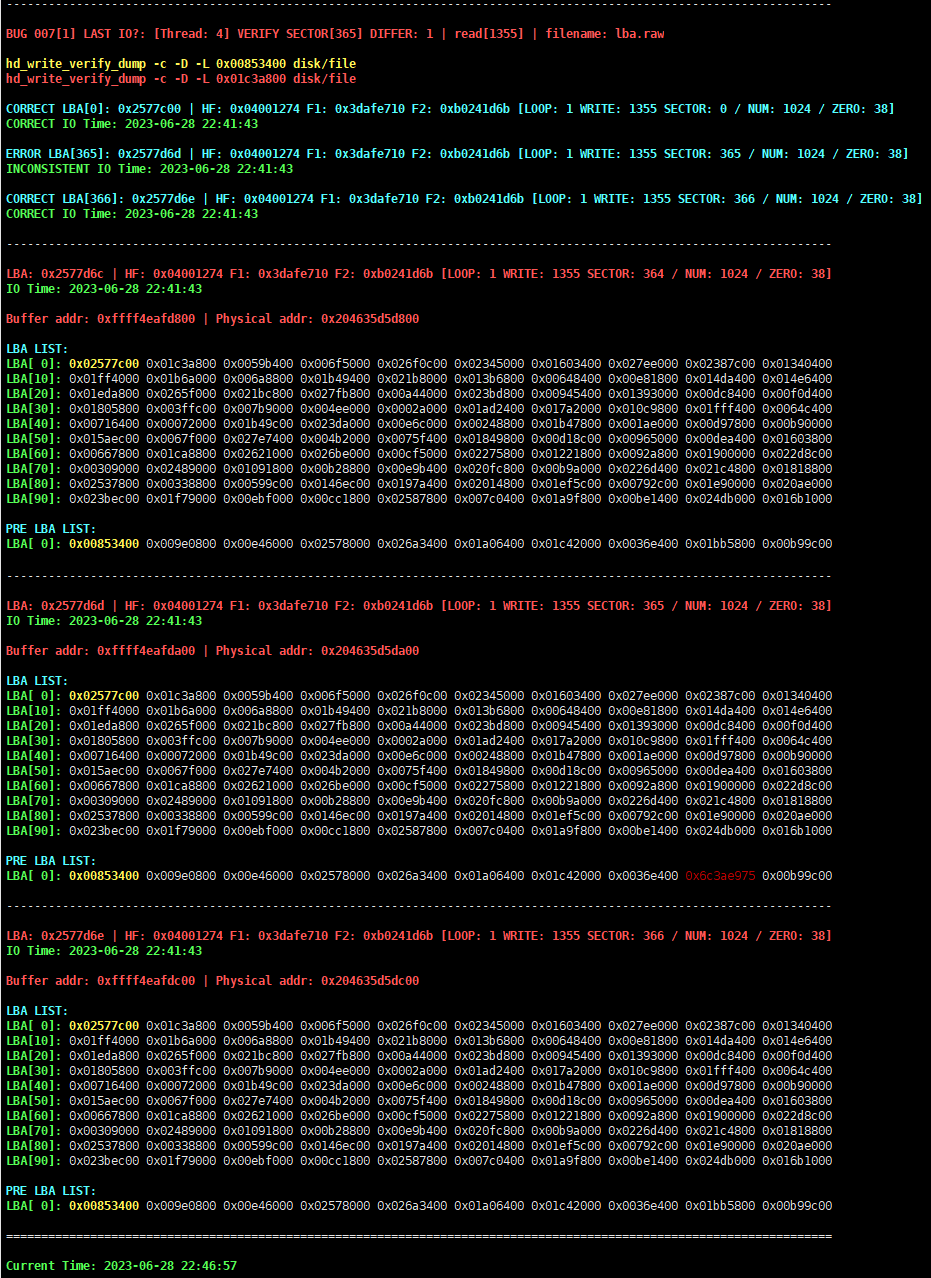 --------------------------------------------------------------------------------------------------------------------
BUG 007[1] LAST IO?: [Thread: 4] VERIFY SECTOR[365] DIFFER: 1 | read[1355] | filename: lba.raw
hd_write_verify_dump -c -D -L 0x00853400 disk/file
hd_write_verify_dump -c -D -L 0x01c3a800 disk/file
CORRECT LBA[0]: 0x2577c00 | HF: 0x04001274 F1: 0x3dafe710 F2: 0xb0241d6b [LOOP: 1 WRITE: 1355 SECTOR: 0 / NUM: 1024 / ZERO: 38]
CORRECT IO Time: 2023-06-28 22:41:43
ERROR LBA[365]: 0x2577d6d | HF: 0x04001274 F1: 0x3dafe710 F2: 0xb0241d6b [LOOP: 1 WRITE: 1355 SECTOR: 365 / NUM: 1024 / ZERO: 38]
INCONSISTENT IO Time: 2023-06-28 22:41:43
CORRECT LBA[366]: 0x2577d6e | HF: 0x04001274 F1: 0x3dafe710 F2: 0xb0241d6b [LOOP: 1 WRITE: 1355 SECTOR: 366 / NUM: 1024 / ZERO: 38]
CORRECT IO Time: 2023-06-28 22:41:43
--------------------------------------------------------------------------------------------------------------------
LBA: 0x2577d6c | HF: 0x04001274 F1: 0x3dafe710 F2: 0xb0241d6b [LOOP: 1 WRITE: 1355 SECTOR: 364 / NUM: 1024 / ZERO: 38]
IO Time: 2023-06-28 22:41:43
Buffer addr: 0xffff4eafd800 | Physical addr: 0x204635d5d800
LBA LIST:
LBA[ 0]: 0x02577c00 0x01c3a800 0x0059b400 0x006f5000 0x026f0c00 0x02345000 0x01603400 0x027ee000 0x02387c00 0x01340400
LBA[10]: 0x01ff4000 0x01b6a000 0x006a8800 0x01b49400 0x021b8000 0x013b6800 0x00648400 0x00e81800 0x014da400 0x014e6400
LBA[20]: 0x01eda800 0x0265f000 0x021bc800 0x027fb800 0x00a44000 0x023bd800 0x00945400 0x01393000 0x00dc8400 0x00f0d400
LBA[30]: 0x01805800 0x003ffc00 0x007b9000 0x004ee000 0x0002a000 0x01ad2400 0x017a2000 0x010c9800 0x01fff400 0x0064c400
LBA[40]: 0x00716400 0x00072000 0x01b49c00 0x023da000 0x00e6c000 0x00248800 0x01b47800 0x001ae000 0x00d97800 0x00b90000
LBA[50]: 0x015aec00 0x0067f000 0x027e7400 0x004b2000 0x0075f400 0x01849800 0x00d18c00 0x00965000 0x00dea400 0x01603800
LBA[60]: 0x00667800 0x01ca8800 0x02621000 0x026be000 0x00cf5000 0x02275800 0x01221800 0x0092a800 0x01900000 0x022d8c00
LBA[70]: 0x00309000 0x02489000 0x01091800 0x00b28800 0x00e9b400 0x020fc800 0x00b9a000 0x0226d400 0x021c4800 0x01818800
LBA[80]: 0x02537800 0x00338800 0x00599c00 0x0146ec00 0x0197a400 0x02014800 0x01ef5c00 0x00792c00 0x01e90000 0x020ae000
LBA[90]: 0x023bec00 0x01f79000 0x00ebf000 0x00cc1800 0x02587800 0x007c0400 0x01a9f800 0x00be1400 0x024db000 0x016b1000
PRE LBA LIST:
LBA[ 0]: 0x00853400 0x009e0800 0x00e46000 0x02578000 0x026a3400 0x01a06400 0x01c42000 0x0036e400 0x01bb5800 0x00b99c00
--------------------------------------------------------------------------------------------------------------------
LBA: 0x2577d6d | HF: 0x04001274 F1: 0x3dafe710 F2: 0xb0241d6b [LOOP: 1 WRITE: 1355 SECTOR: 365 / NUM: 1024 / ZERO: 38]
IO Time: 2023-06-28 22:41:43
Buffer addr: 0xffff4eafda00 | Physical addr: 0x204635d5da00
LBA LIST:
LBA[ 0]: 0x02577c00 0x01c3a800 0x0059b400 0x006f5000 0x026f0c00 0x02345000 0x01603400 0x027ee000 0x02387c00 0x01340400
LBA[10]: 0x01ff4000 0x01b6a000 0x006a8800 0x01b49400 0x021b8000 0x013b6800 0x00648400 0x00e81800 0x014da400 0x014e6400
LBA[20]: 0x01eda800 0x0265f000 0x021bc800 0x027fb800 0x00a44000 0x023bd800 0x00945400 0x01393000 0x00dc8400 0x00f0d400
LBA[30]: 0x01805800 0x003ffc00 0x007b9000 0x004ee000 0x0002a000 0x01ad2400 0x017a2000 0x010c9800 0x01fff400 0x0064c400
LBA[40]: 0x00716400 0x00072000 0x01b49c00 0x023da000 0x00e6c000 0x00248800 0x01b47800 0x001ae000 0x00d97800 0x00b90000
LBA[50]: 0x015aec00 0x0067f000 0x027e7400 0x004b2000 0x0075f400 0x01849800 0x00d18c00 0x00965000 0x00dea400 0x01603800
LBA[60]: 0x00667800 0x01ca8800 0x02621000 0x026be000 0x00cf5000 0x02275800 0x01221800 0x0092a800 0x01900000 0x022d8c00
LBA[70]: 0x00309000 0x02489000 0x01091800 0x00b28800 0x00e9b400 0x020fc800 0x00b9a000 0x0226d400 0x021c4800 0x01818800
LBA[80]: 0x02537800 0x00338800 0x00599c00 0x0146ec00 0x0197a400 0x02014800 0x01ef5c00 0x00792c00 0x01e90000 0x020ae000
LBA[90]: 0x023bec00 0x01f79000 0x00ebf000 0x00cc1800 0x02587800 0x007c0400 0x01a9f800 0x00be1400 0x024db000 0x016b1000
PRE LBA LIST:
LBA[ 0]: 0x00853400 0x009e0800 0x00e46000 0x02578000 0x026a3400 0x01a06400 0x01c42000 0x0036e400 0x6c3ae975 0x00b99c00
--------------------------------------------------------------------------------------------------------------------
LBA: 0x2577d6e | HF: 0x04001274 F1: 0x3dafe710 F2: 0xb0241d6b [LOOP: 1 WRITE: 1355 SECTOR: 366 / NUM: 1024 / ZERO: 38]
IO Time: 2023-06-28 22:41:43
Buffer addr: 0xffff4eafdc00 | Physical addr: 0x204635d5dc00
LBA LIST:
LBA[ 0]: 0x02577c00 0x01c3a800 0x0059b400 0x006f5000 0x026f0c00 0x02345000 0x01603400 0x027ee000 0x02387c00 0x01340400
LBA[10]: 0x01ff4000 0x01b6a000 0x006a8800 0x01b49400 0x021b8000 0x013b6800 0x00648400 0x00e81800 0x014da400 0x014e6400
LBA[20]: 0x01eda800 0x0265f000 0x021bc800 0x027fb800 0x00a44000 0x023bd800 0x00945400 0x01393000 0x00dc8400 0x00f0d400
LBA[30]: 0x01805800 0x003ffc00 0x007b9000 0x004ee000 0x0002a000 0x01ad2400 0x017a2000 0x010c9800 0x01fff400 0x0064c400
LBA[40]: 0x00716400 0x00072000 0x01b49c00 0x023da000 0x00e6c000 0x00248800 0x01b47800 0x001ae000 0x00d97800 0x00b90000
LBA[50]: 0x015aec00 0x0067f000 0x027e7400 0x004b2000 0x0075f400 0x01849800 0x00d18c00 0x00965000 0x00dea400 0x01603800
LBA[60]: 0x00667800 0x01ca8800 0x02621000 0x026be000 0x00cf5000 0x02275800 0x01221800 0x0092a800 0x01900000 0x022d8c00
LBA[70]: 0x00309000 0x02489000 0x01091800 0x00b28800 0x00e9b400 0x020fc800 0x00b9a000 0x0226d400 0x021c4800 0x01818800
LBA[80]: 0x02537800 0x00338800 0x00599c00 0x0146ec00 0x0197a400 0x02014800 0x01ef5c00 0x00792c00 0x01e90000 0x020ae000
LBA[90]: 0x023bec00 0x01f79000 0x00ebf000 0x00cc1800 0x02587800 0x007c0400 0x01a9f800 0x00be1400 0x024db000 0x016b1000
PRE LBA LIST:
LBA[ 0]: 0x00853400 0x009e0800 0x00e46000 0x02578000 0x026a3400 0x01a06400 0x01c42000 0x0036e400 0x01bb5800 0x00b99c00
====================================================================================================================
Current Time: 2023-06-28 22:46:57